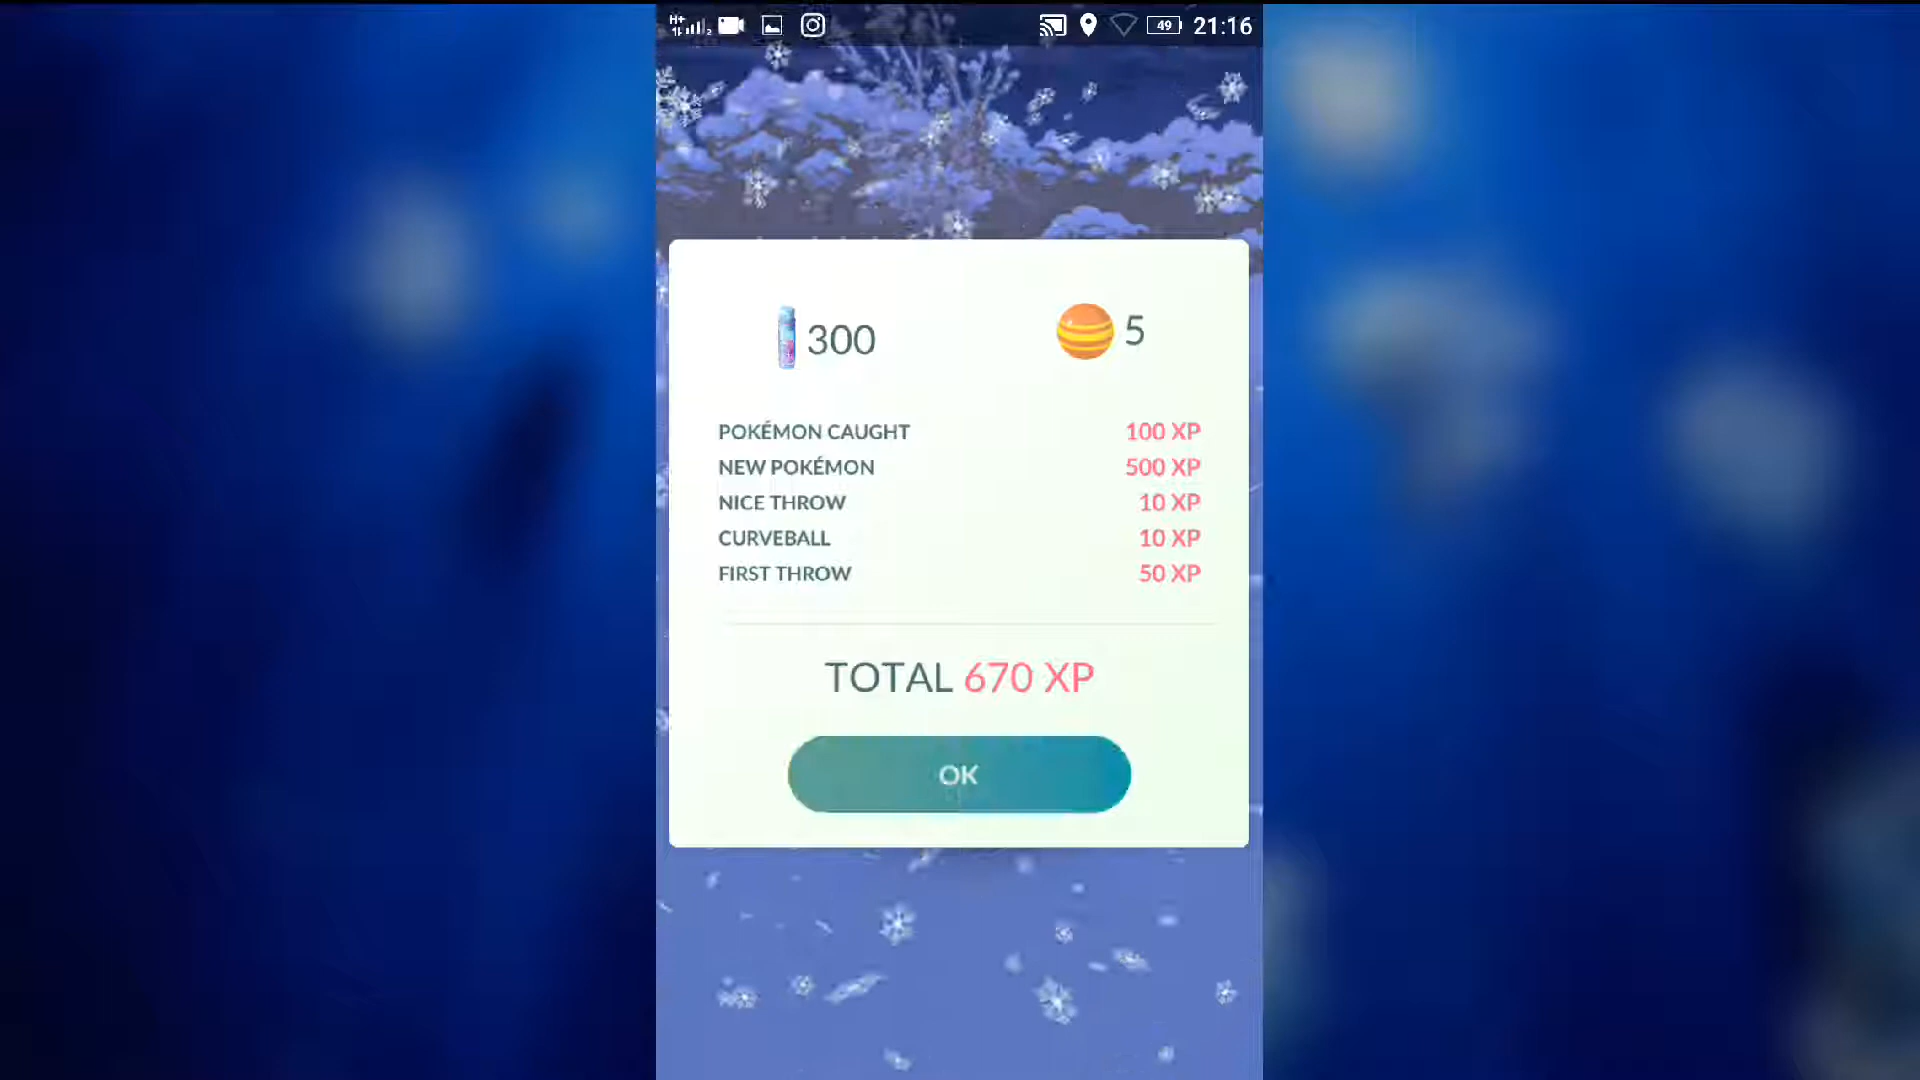 H+ 2 49 21:16
300 5
POKÉMON CAUGHT 100 XP
NEW POKÉMON 500 XP
NICE THROW 10 XP
CURVEBALL 10 XP
FIRST THROW 50 XP
TOTAL 670 XP
OK